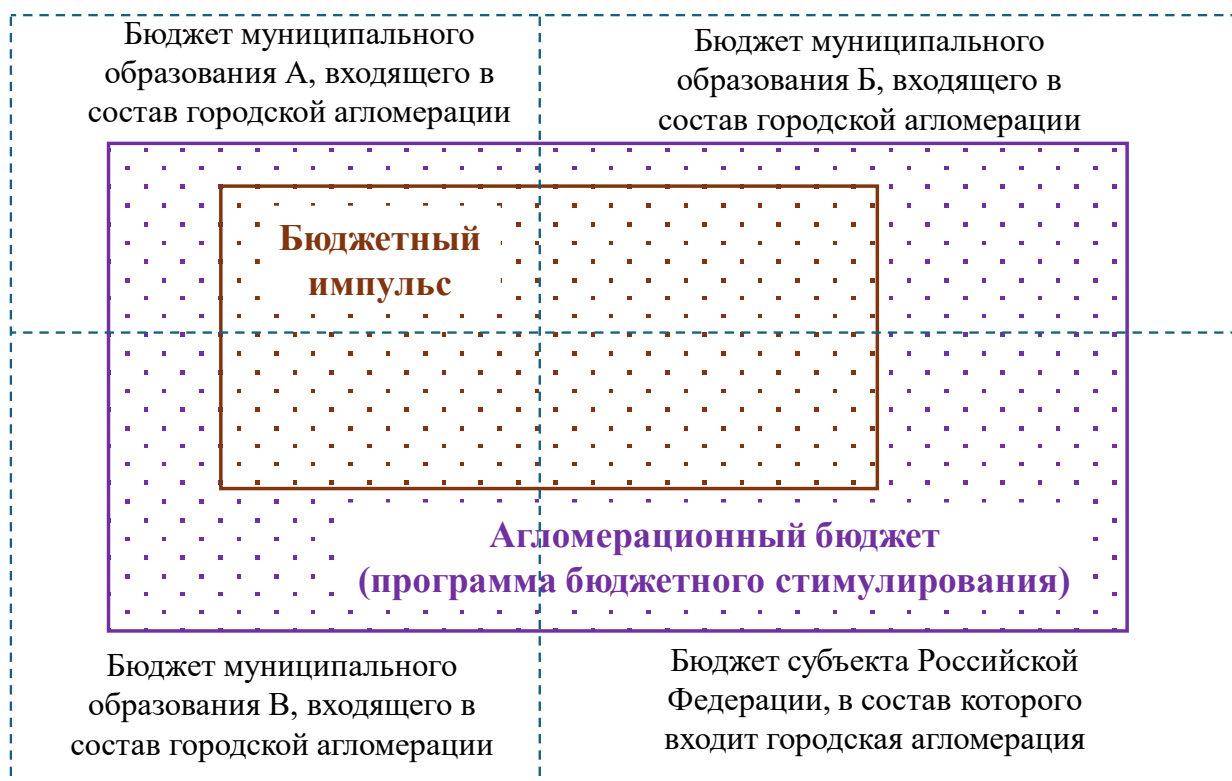 Бюджет муниципального
образования А, входящего в
состав городской агломерации
Бюджет муниципального
образования Б, входящего в
состав городской агломерации
Бюджетный
импульс
Агломерационный бюджет
(программа бюджетного стимулирования)
Бюджет муниципального
образования В, входящего в
состав городской агломерации
Бюджет субъекта Российской
Федерации, в состав которого
входит городская агломерация